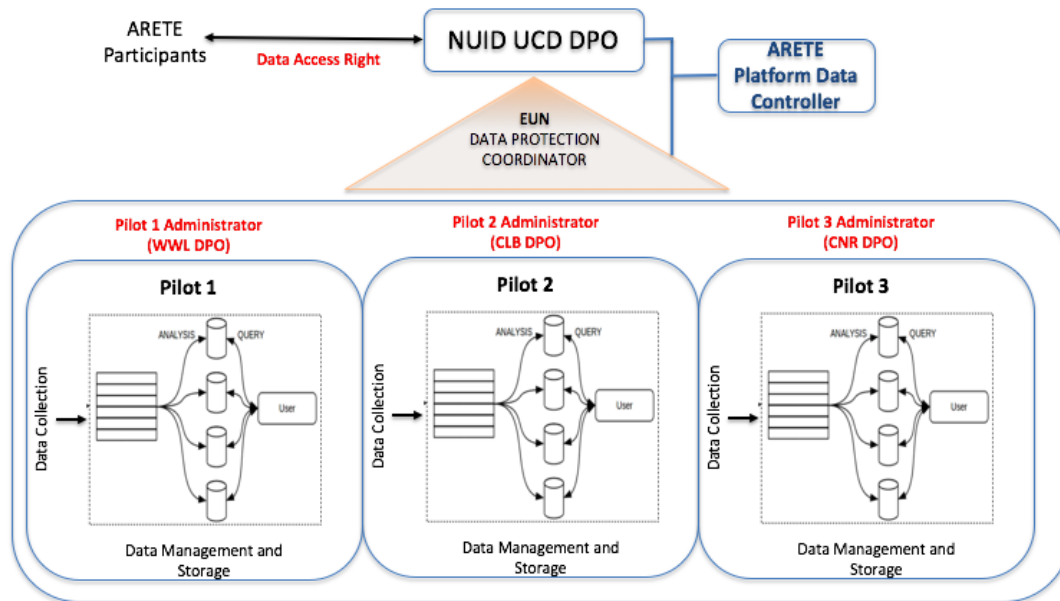 ARETE
Participants
Data Access Right
NUID UCD DPO
ARETE
Platform Data
Controller
EUN
DATA PROTECTION
COORDINATOR
Pilot 1 Administrator
(WWL DPO)
Pilot 2 Administrator
(CLB DPO)
Pilot 3 Administrator
(CNR DPO)
Pilot 1
ANALYSIS
QUERY
User
Data Collection
Data Management and
Storage
Pilot 2
ANALYSIS
QUERY
User
Data Collection
Data Management and
Storage
Pilot 3
ANALYSIS
QUERY
User
Data Collection
Data Management and
Storage